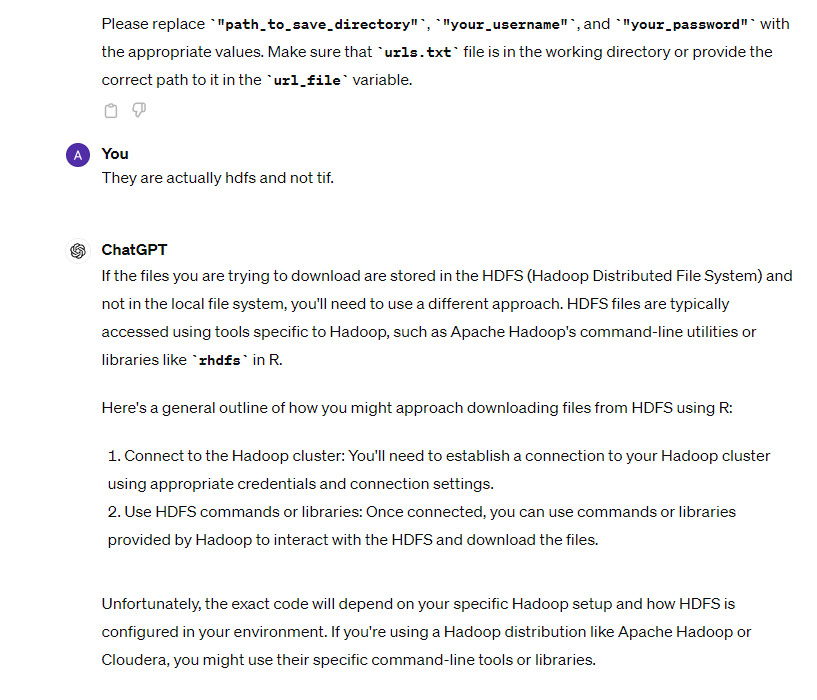 Please replace `"path_to_save_directory"`, `"your_username"`, and `"your_password"` with
the appropriate values. Make sure that `urls.txt` file is in the working directory or provide the
correct path to it in the `url_file` variable.
A
You
They are actually hdfs and not tif.
ChatGPT
If the files you are trying to download are stored in the HDFS (Hadoop Distributed File System) and
not in the local file system, you'll need to use a different approach. HDFS files are typically
accessed using tools specific to Hadoop, such as Apache Hadoop's command-line utilities or
libraries like `rhdfs` in R.
Here's a general outline of how you might approach downloading files from HDFS using R:
1. Connect to the Hadoop cluster: You'll need to establish a connection to your Hadoop cluster
using appropriate credentials and connection settings.
2. Use HDFS commands or libraries: Once connected, you can use commands or libraries
provided by Hadoop to interact with the HDFS and download the files.
Unfortunately, the exact code will depend on your specific Hadoop setup and how HDFS is
configured in your environment. If you're using a Hadoop distribution like Apache Hadoop or
Cloudera, you might use their specific command-line tools or libraries.